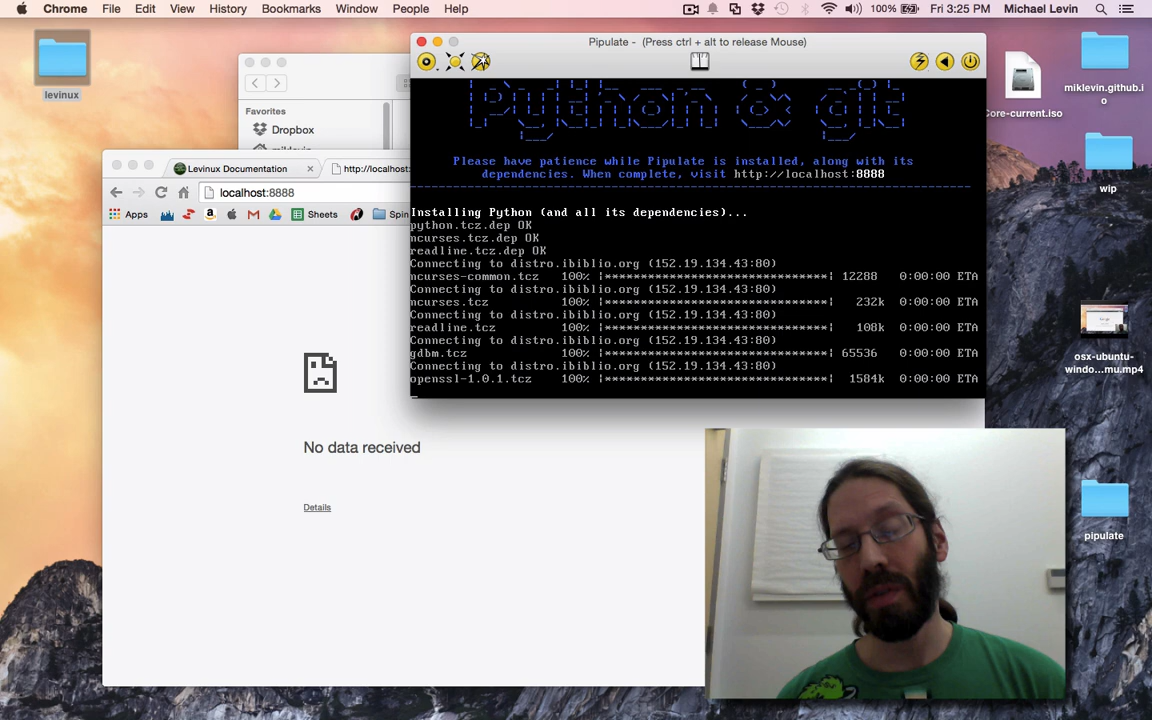 Chrome File Edit View History Bookmarks Window People Help 100% Fri 3:25 PM Michael Levin
levinux
Favorites
Dropbox
Pipulate - (Press ctrl + alt to release Mouse)
Python & git
Please have patience while Pipulate is installed, along with its
dependencies. When complete, visit http://localhost:8888
Installing Python (and all its dependencies)...
python.tcz.dep OK
ncurses.tcz.dep OK
readline.tcz.dep OK
Connecting to distro.ibiblio.org (152.19.134.43:80)
ncurses-common.tcz 100% |*******************************| 12288 0:00:00 ETA
Connecting to distro.ibiblio.org (152.19.134.43:80)
ncurses.tcz 100% |*******************************| 232k 0:00:00 ETA
Connecting to distro.ibiblio.org (152.19.134.43:80)
readline.tcz 100% |*******************************| 108k 0:00:00 ETA
Connecting to distro.ibiblio.org (152.19.134.43:80)
gdbm.tcz 100% |*******************************| 65536 0:00:00 ETA
Connecting to distro.ibiblio.org (152.19.134.43:80)
openssl-1.0.1.tcz 100% |*******************************| 1584k 0:00:00 ETA
Levinux Documentation
http://localhost
localhost:8888
Apps Sheets Spin
No data received
Details
Core-current.iso
miklevin.github.i
o
wip
osx-ubuntu-
windo...mu.mp4
pipulate